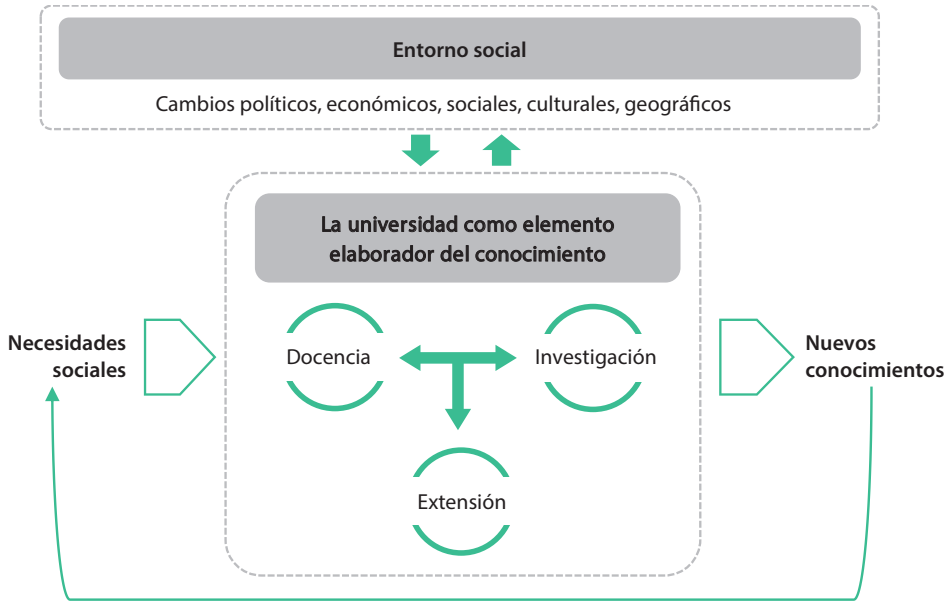 Entorno social
Cambios políticos, económicos, sociales, culturales, geográficos
La universidad como elemento
elaborador del conocimiento
Necesidades
sociales
Docencia
Investigación
Nuevos
conocimientos
Extensión